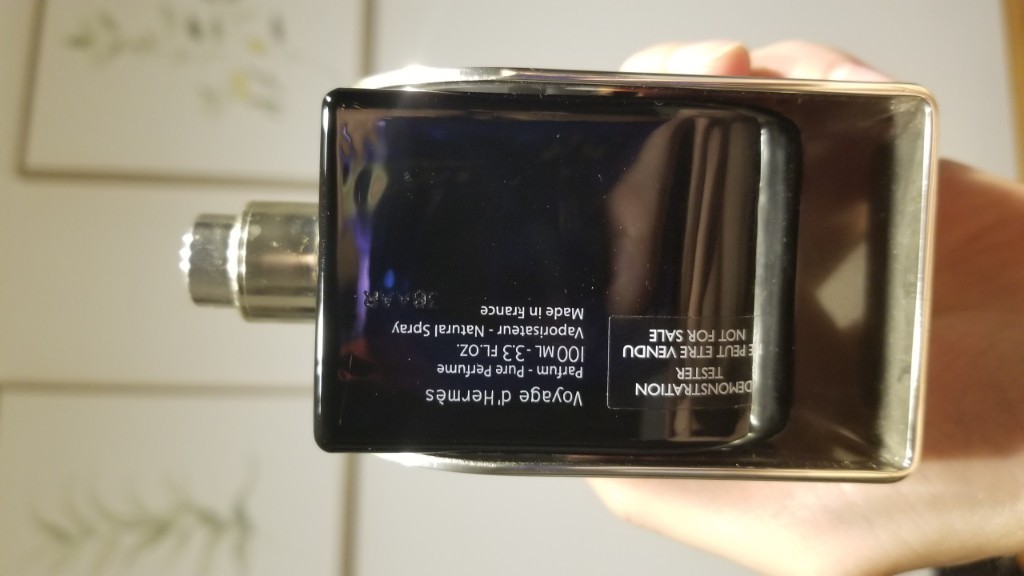 Voyage d'Hermès
Parfum - Pure Perfume
100 ML - 3.3 FL.OZ.
Vaporisateur - Natural Spray
Made in France
DEMONSTRATION
TESTER
PEUT ETRE VENDU
NOT FOR SALE